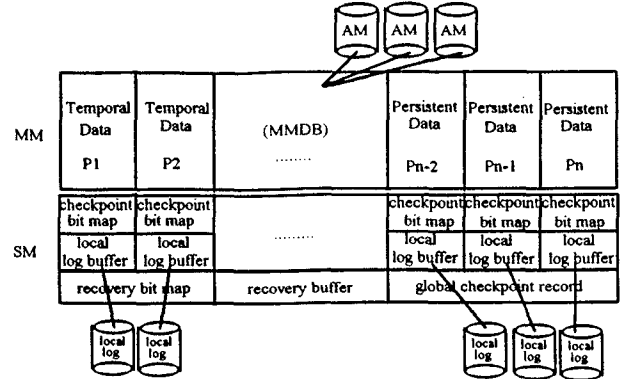 AM AM AM
MM
Temporal Data P1
Temporal Data P2
(MMDB)
........
Persistent Data Pn-2
Persistent Data Pn-1
Persistent Data Pn
SM
checkpoint bit map
checkpoint bit map
........
checkpoint bit map
checkpoint bit map
checkpoint bit map
local log buffer
local log buffer
local log buffer
local log buffer
local log buffer
recovery bit map
recovery buffer
global checkpoint record
local log
local log
local log
local log
local log